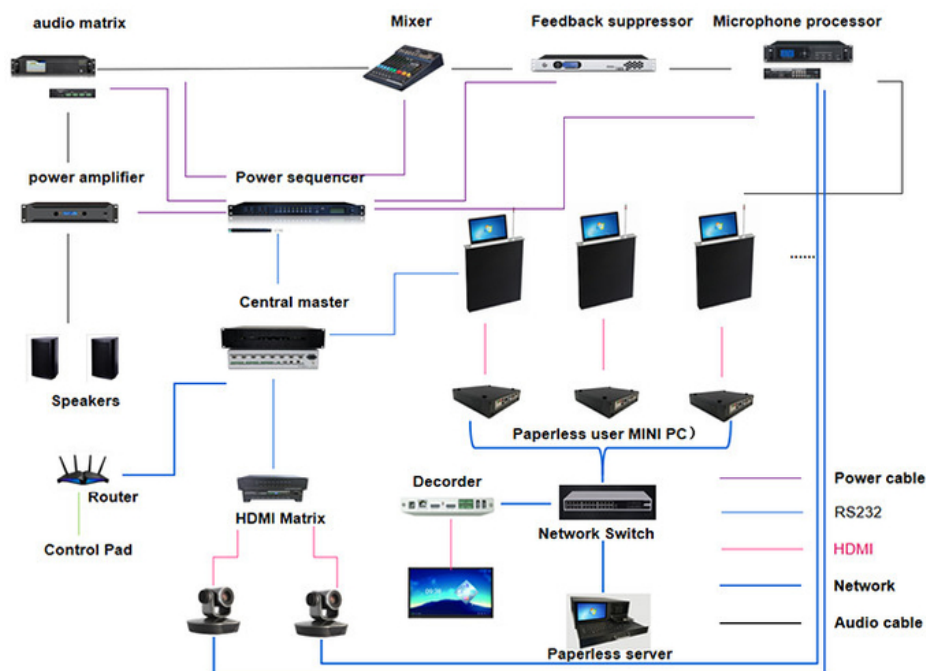 audio matrix
Mixer
Feedback suppressor
Microphone processor
power amplifier
Power sequencer
Central master
Speakers
Paperless user MINI PC）
Router
Control Pad
HDMI Matrix
Decorder
Network Switch
Paperless server
Power cable
RS232
HDMI
Network
Audio cable